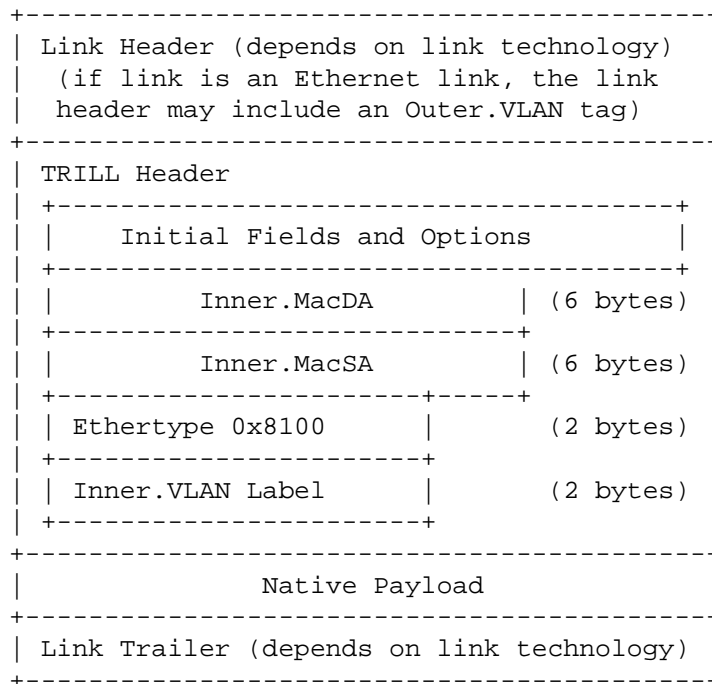 +-------------------------------------------
| Link Header (depends on link technology)
|  (if link is an Ethernet link, the link
|  header may include an Outer.VLAN tag)
+-------------------------------------------
| TRILL Header
| +---------------------------------------+
| |    Initial Fields and Options         |
| +---------------------------------------+
| |         Inner.MacDA         | (6 bytes)
| +-----------------------------+
| |         Inner.MacSA         | (6 bytes)
| +-----------------------+-----+
| | Ethertype 0x8100      |       (2 bytes)
| +-----------------------+
| | Inner.VLAN Label      |       (2 bytes)
| +-----------------------+
+-------------------------------------------
|               Native Payload
+-------------------------------------------
| Link Trailer (depends on link technology)
+-------------------------------------------